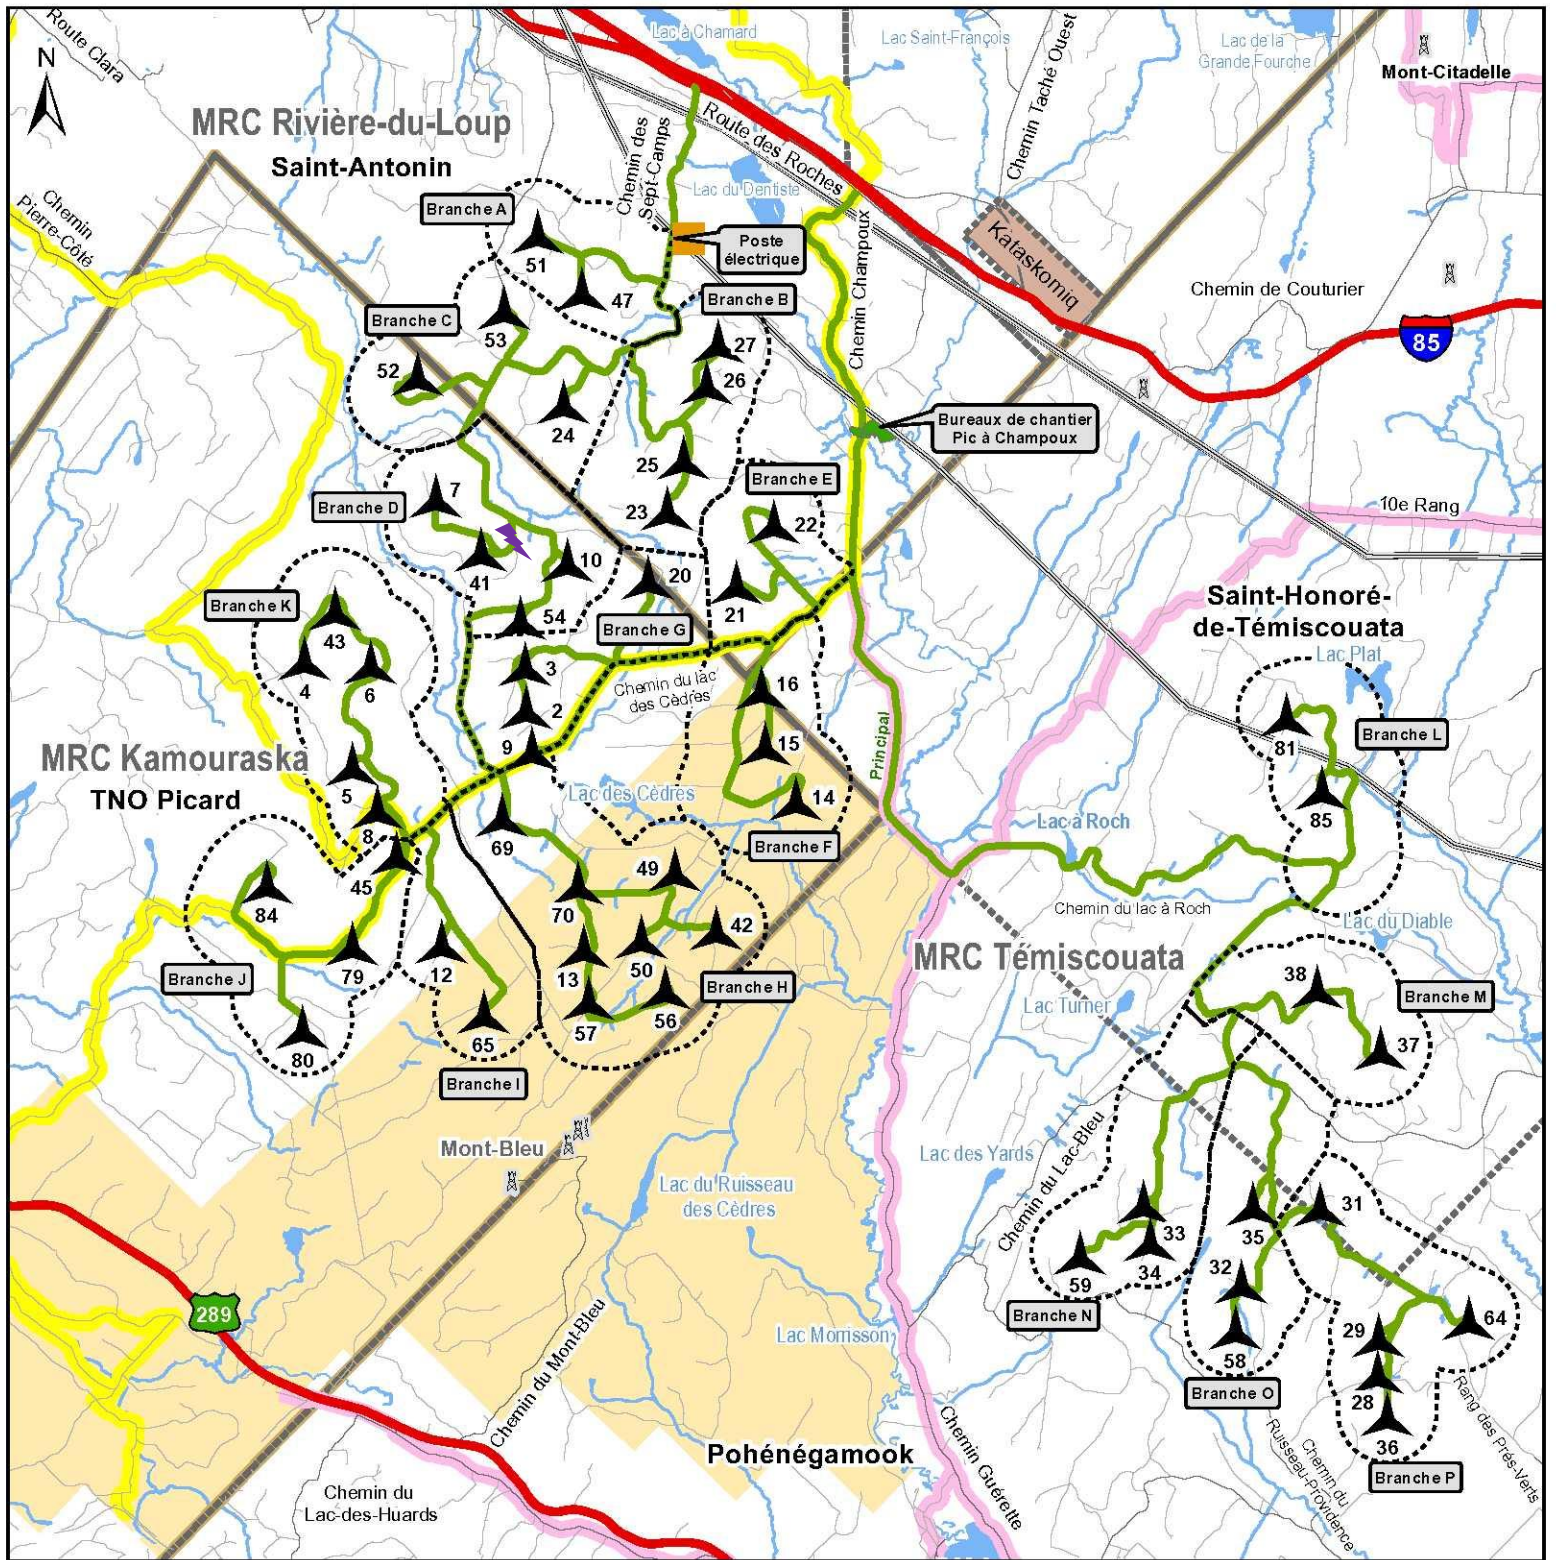 Route Clara
N
MRC Rivière-du-Loup
Saint-Antonin
Chemin
Pierre-Côté
Lac à Chamard
Lac Saint-François
Lac de la
Grande Fourche
Mont-Citadelle
Chemin Taché Ouest
Route des Roches
Chemin des
Sept-Camps
Lac du Dentiste
Kataskomiq
Chemin de Couturier
85
Branche A
51
47
Poste
électrique
Branche B
Chemin Champoux
Branche C
53
52
24
27
26
25
23
Bureaux de chantier
Pic à Champoux
10e Rang
Branche D
7
41
10
54
Branche E
22
21
20
Branche G
Branche K
43
4
6
5
8
3
2
9
Chemin du lac
des Cèdres
16
15
14
Branche F
Principal
Saint-Honoré-
de-Témiscouata
Lac Plat
81
Branche L
85
MRC Kamouraska
TNO Picard
Lac des Cèdres
69
Lac à Roch
Chemin du lac à Roch
Lac du Diable
45
84
79
80
Branche J
12
65
Branche I
70
49
42
13
50
57
56
Branche H
MRC Témiscouata
Lac Turner
38
37
Branche M
Mont-Bleu
Lac du Ruisseau
des Cèdres
Lac des Yards
Chemin du Lac-Bleu
33
34
59
Branche N
35
31
32
58
Branche O
29
28
36
64
Branche P
289
Lac Morrisson
Chemin du Mont-Bleu
Pohénégamook
Chemin Guérette
Chemin du
Ruisseau-Providence
Rang des Prés-Verts
Chemin du
Lac-des-Huards